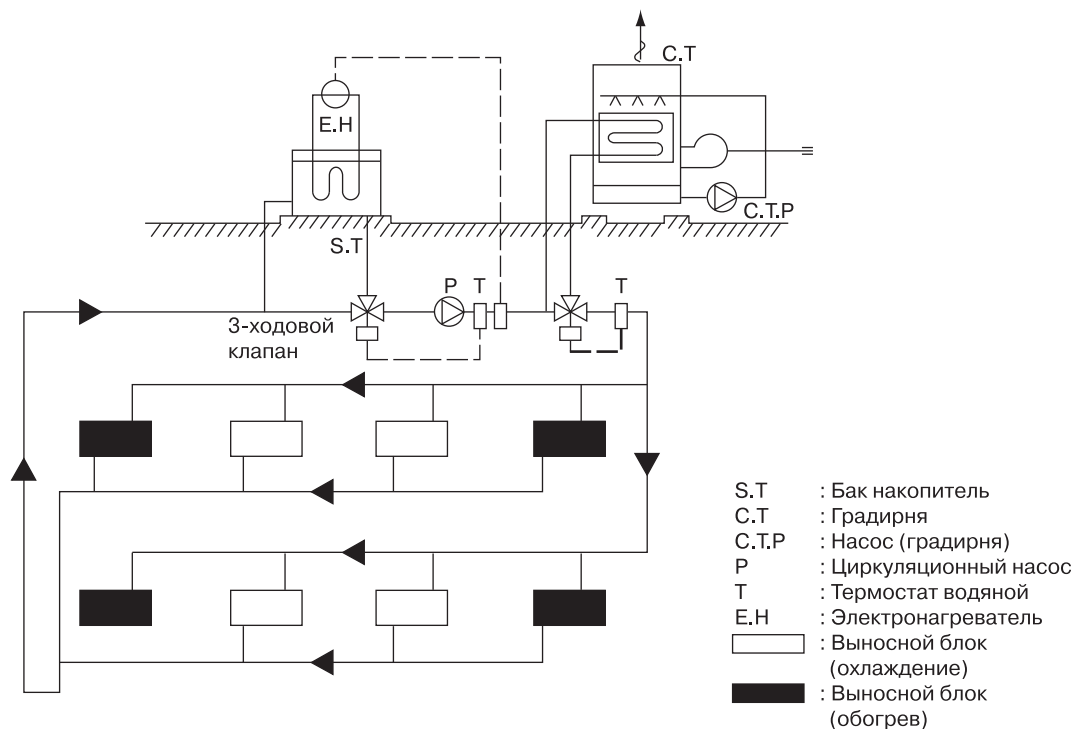 C.T
E.H
C.T.P
S.T
P
T
T
3-ходовой
клапан
S.T : Бак накопитель
C.T : Градирня
C.T.P : Насос (градирня)
P : Циркуляционный насос
T : Термостат водяной
E.H : Электронагреватель
: Выносной блок
(охлаждение)
: Выносной блок
(обогрев)